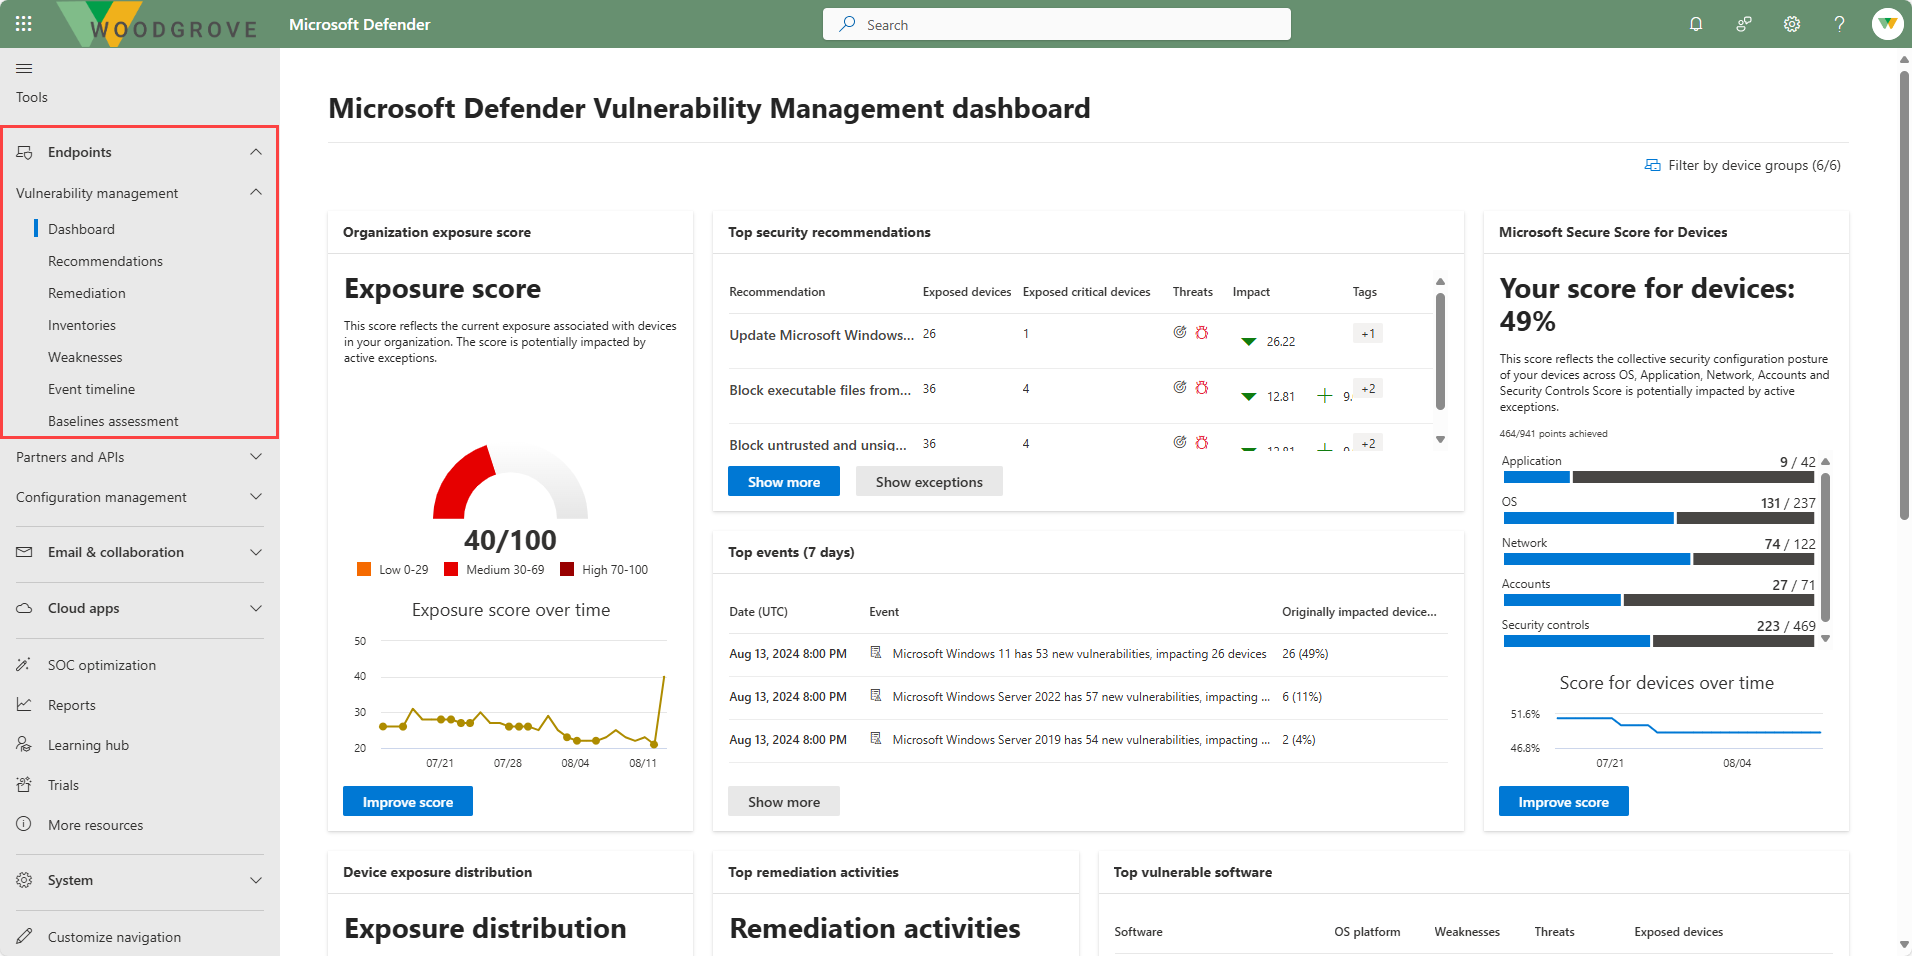 WOODGROVE
Microsoft Defender
Search
Tools
Endpoints
Vulnerability management
Dashboard
Recommendations
Remediation
Inventories
Weaknesses
Event timeline
Baselines assessment
Partners and APIs
Configuration management
Email & collaboration
Cloud apps
SOC optimization
Reports
Learning hub
Trials
More resources
System
Customize navigation
Microsoft Defender Vulnerability Management dashboard
Filter by device groups (6/6)
Organization exposure score
Exposure score
This score reflects the current exposure associated with devices
in your organization. The score is potentially impacted by
active exceptions.
40/100
Low 0-29 Medium 30-69 High 70-100
Exposure score over time
50
40
30
20
07/21 07/28 08/04 08/11
Improve score
Top security recommendations
Recommendation Exposed devices Exposed critical devices Threats Impact Tags
Update Microsoft Windows... 26 1 26.22 +1
Block executable files from... 36 4 12.81 9. +2
Block untrusted and unsig... 36 4 12.81 +2
Show more Show exceptions
Top events (7 days)
Date (UTC) Event Originally impacted device...
Aug 13, 2024 8:00 PM Microsoft Windows 11 has 53 new vulnerabilities, impacting 26 devices 26 (49%)
Aug 13, 2024 8:00 PM Microsoft Windows Server 2022 has 57 new vulnerabilities, impacting ... 6 (11%)
Aug 13, 2024 8:00 PM Microsoft Windows Server 2019 has 54 new vulnerabilities, impacting ... 2 (4%)
Show more
Microsoft Secure Score for Devices
Your score for devices:
49%
This score reflects the collective security configuration posture
of your devices across OS, Application, Network, Accounts and
Security Controls Score is potentially impacted by active
exceptions.
464/941 points achieved
Application 9 / 42
OS 131 / 237
Network 74 / 122
Accounts 27 / 71
Security controls 223 / 469
Score for devices over time
51.6%
46.8%
07/21 08/04
Improve score
Device exposure distribution
Exposure distribution
Top remediation activities
Remediation activities
Top vulnerable software
Software OS platform Weaknesses Threats Exposed devices